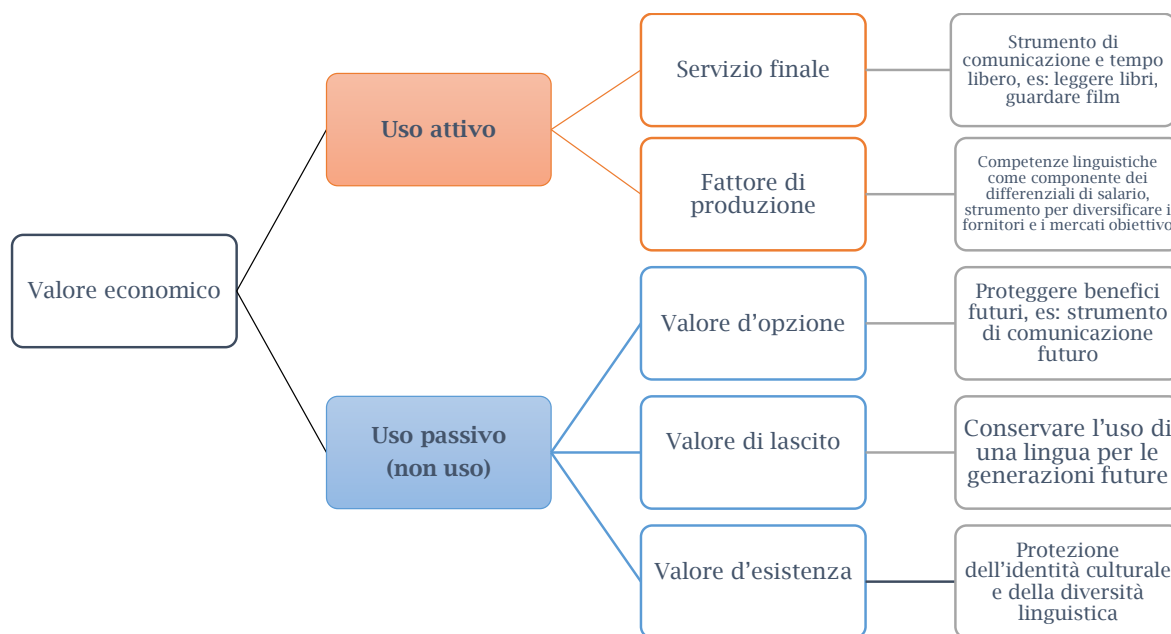 Valore economico
Uso attivo
Servizio finale
Strumento di
comunicazione e tempo
libero, es: leggere libri,
guardare film
Fattore di
produzione
Competenze linguistiche
come componente dei
differenziali di salario,
strumento per diversificare i
fornitori e i mercati obiettivo
Uso passivo
(non uso)
Valore d’opzione
Proteggere benefici
futuri, es: strumento
di comunicazione
futuro
Valore di lascito
Conservare l’uso di
una lingua per le
generazioni future
Valore d’esistenza
Protezione
dell’identità culturale
e della diversità
linguistica